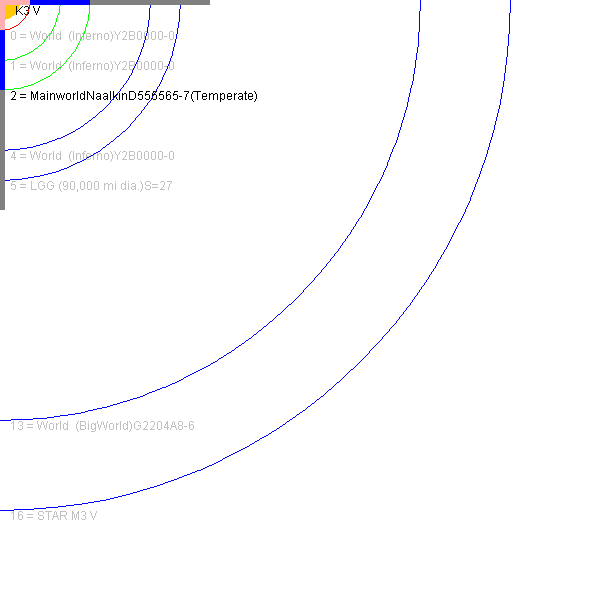 K3 V
0 = World  (Inferno)Y2B0000-0
1 = World  (Inferno)Y2B0000-0
2 = MainworldNaalkinD555565-7(Temperate)
4 = World  (Inferno)Y2B0000-0
5 = LGG (90,000 mi dia.)S=27
13 = World  (BigWorld)G2204A8-6
16 = STAR M3 V